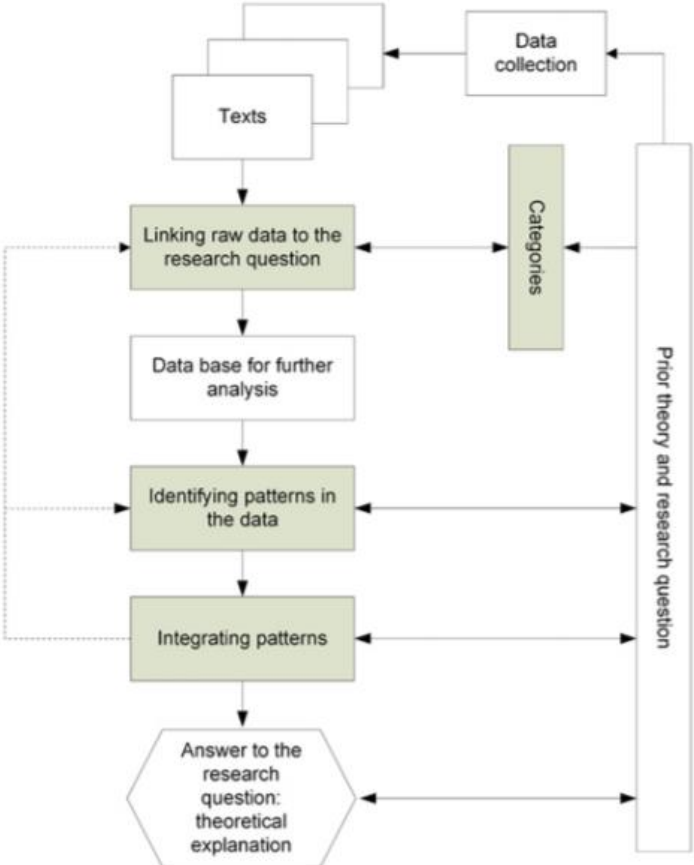 Data
collection
Texts
Categories
Linking raw data to the
research question
Prior theory and research question
Data base for further
analysis
Identifying patterns in
the data
Integrating patterns
Answer to the
research
question:
theoretical
explanation